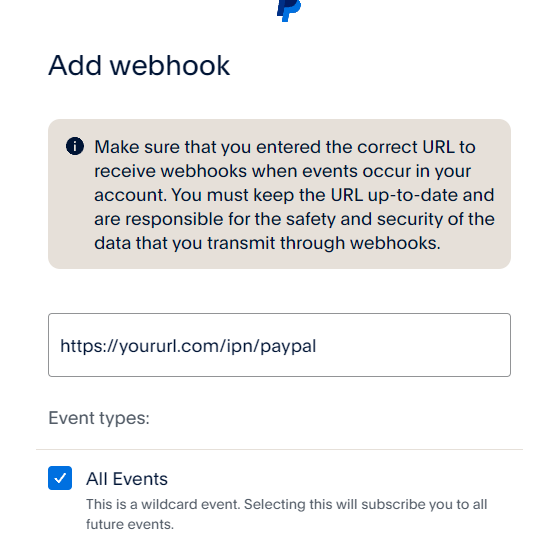 Add webhook
Make sure that you entered the correct URL to
receive webhooks when events occur in your
account. You must keep the URL up-to-date and
are responsible for the safety and security of the
data that you transmit through webhooks.
https://yoururl.com/ipn/paypal
Event types:
All Events
This is a wildcard event. Selecting this will subscribe you to all
future events.